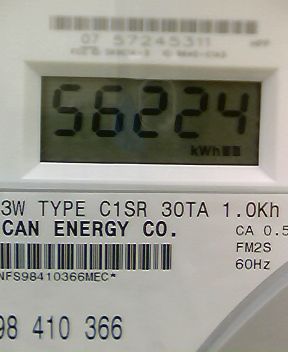 07 57245311
56224
kWh
3W TYPE C1SR 30TA 1.0Kh
CAN ENERGY CO.
CA 0.5
FM2S
60Hz
NFS98410366MEC*
98 410 366